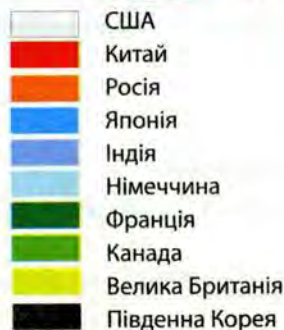 США
Китай
Росія
Японія
Індія
Німеччина
Франція
Канада
Велика Британія
Південна Корея